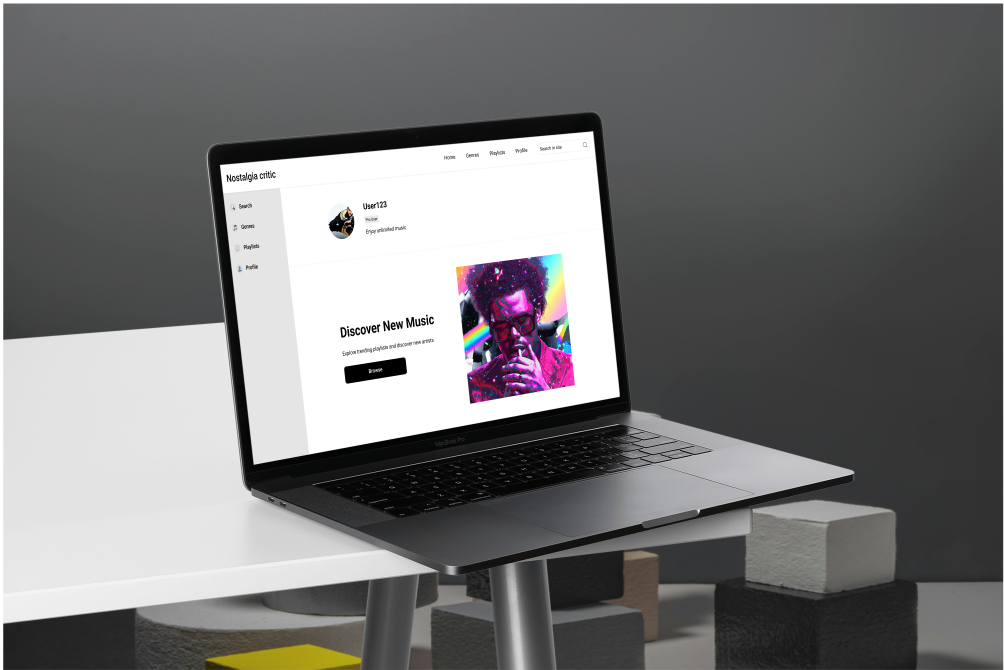 Nostalgia critic
Home Genres Playlists Profile Search in site
Search
Genres
Playlists
Profile
User123
Pro User
Enjoy unlimited music
Discover New Music
Explore trending playlists and discover new artists
Browse
MacBook Pro